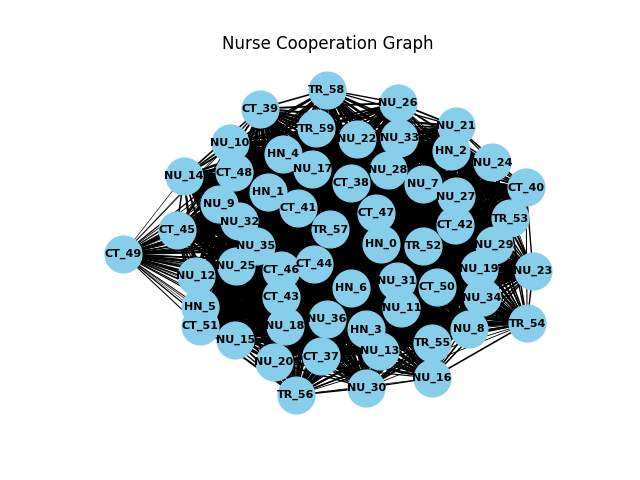 Nurse Cooperation Graph
TR_58
NU_26
CT_39
NU_21
TR_59
NU_22
NU_33
NU_10
HN_2
HN_4
NU_24
NU_17
NU_28
CT_48
NU_14
CT_38
NU_7
CT_40
HN_1
NU_27
NU_9
CT_41
CT_47
TR_53
NU_32
CT_42
CT_45
TR_57
HN_0
NU_35
TR_52
NU_29
CT_49
CT_44
NU_25
CT_46
NU_19
NU_23
NU_12
NU_31
HN_6
CT_50
CT_43
NU_34
HN_5
NU_11
NU_36
TR_54
CT_51
NU_18
HN_3
NU_8
NU_15
TR_55
NU_13
CT_37
NU_20
NU_16
NU_30
TR_56